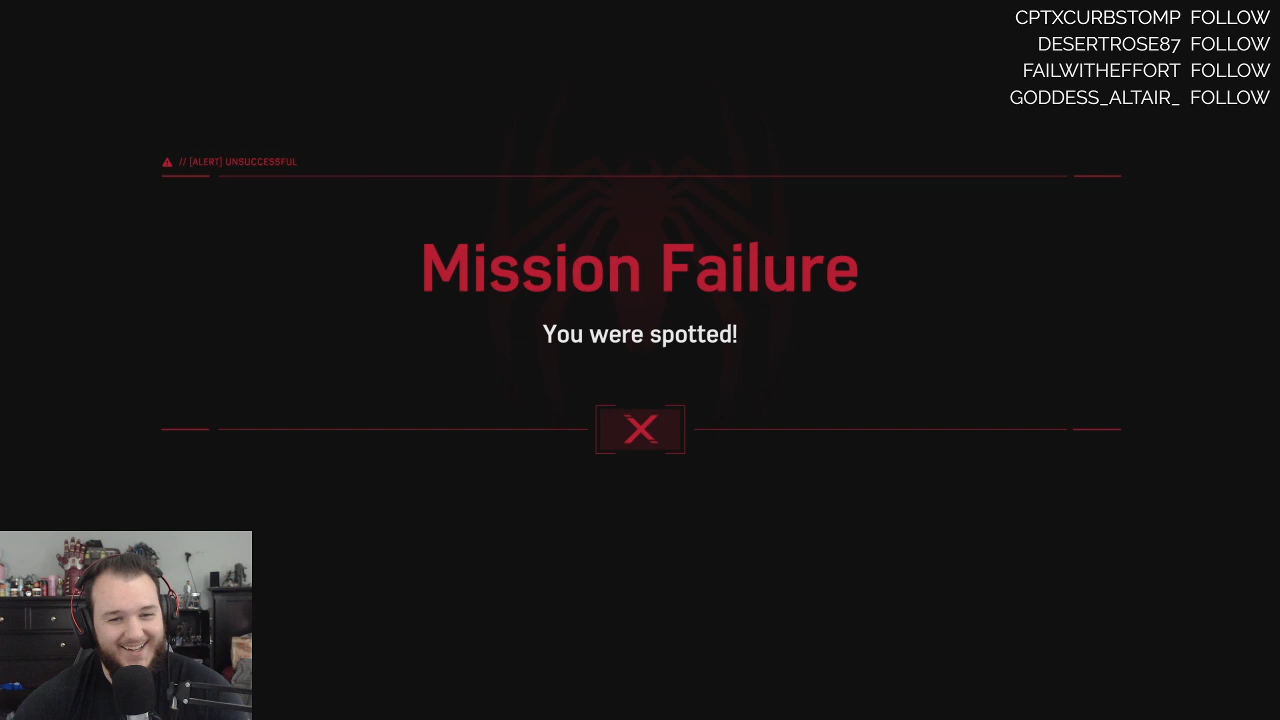 CPTXCURBSTOMP FOLLOW
DESERTROSE87 FOLLOW
FAILWITHEFFORT FOLLOW
GODDESS_ALTAIR_ FOLLOW
// [ALERT] UNSUCCESSFUL
Mission Failure
You were spotted!